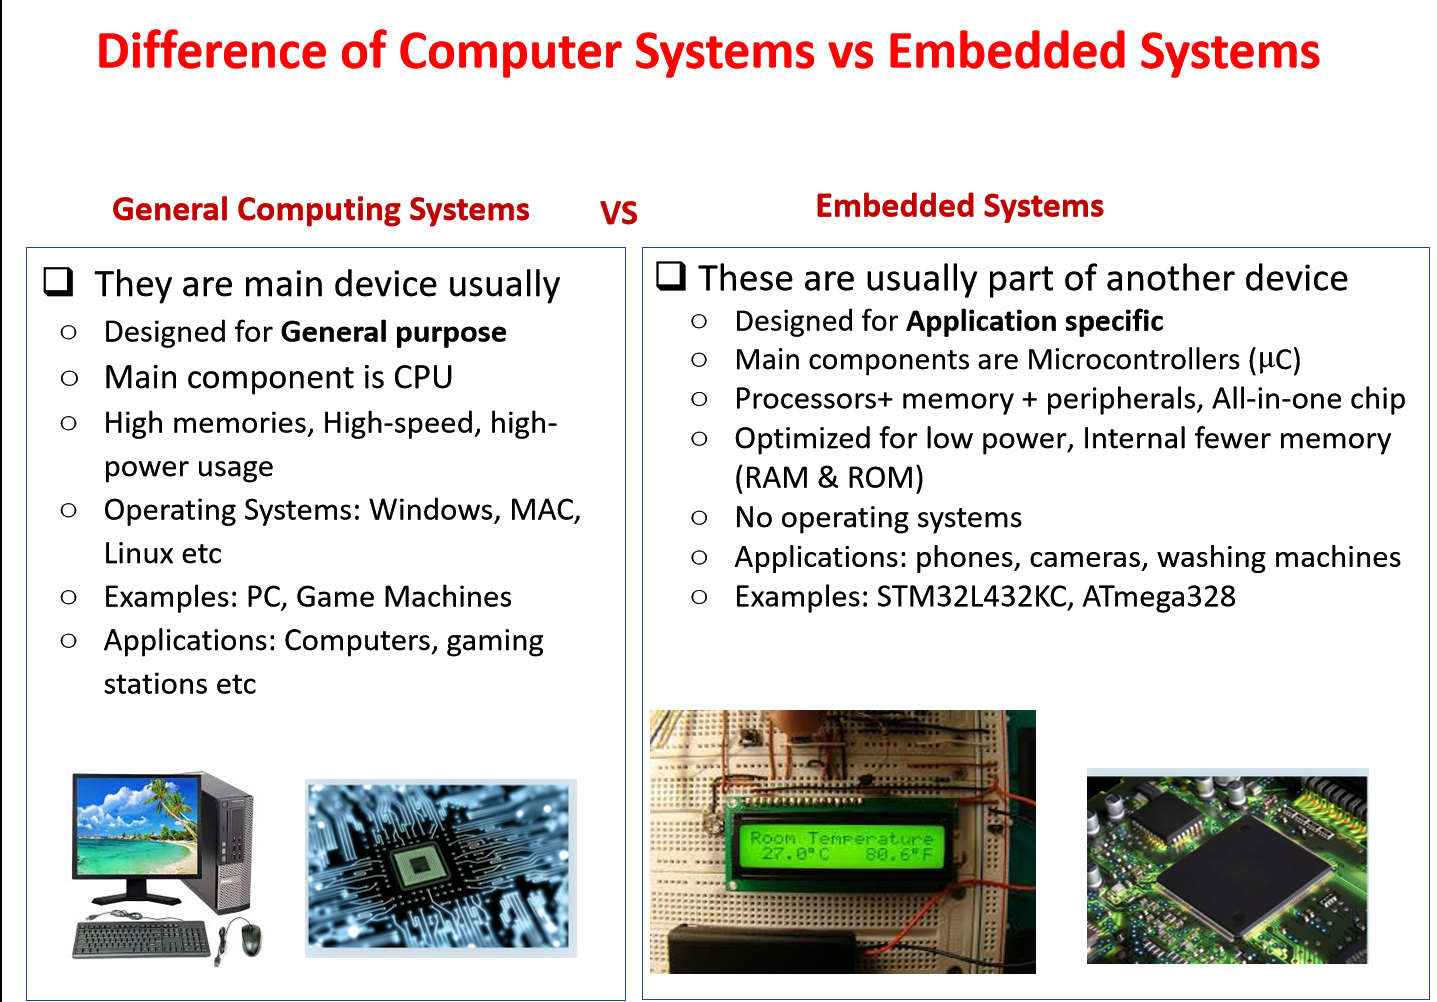 Difference of Computer Systems vs Embedded Systems
General Computing Systems
VS
Embedded Systems
They are main device usually
Designed for General purpose
Main component is CPU
High memories, High-speed, high-
power usage
Operating Systems: Windows, MAC,
Linux etc
Examples: PC, Game Machines
Applications: Computers, gaming
stations etc
These are usually part of another device
Designed for Application specific
Main components are Microcontrollers (µC)
Processors+ memory + peripherals, All-in-one chip
Optimized for low power, Internal fewer memory
(RAM & ROM)
No operating systems
Applications: phones, cameras, washing machines
Examples: STM32L432KC, ATmega328
Room Temperature
27.0°C 80.6°F